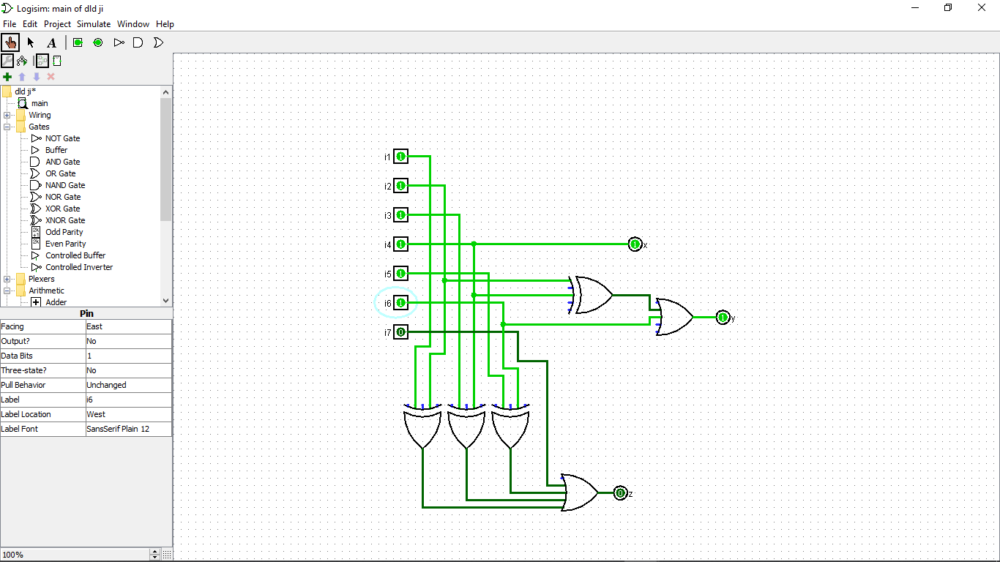 Logisim: main of dld ji
File Edit Project Simulate Window Help
A
dld ji*
main
Wiring
Gates
NOT Gate
Buffer
AND Gate
OR Gate
NAND Gate
NOR Gate
XOR Gate
XNOR Gate
Odd Parity
Even Parity
Controlled Buffer
Controlled Inverter
Plexers
Arithmetic
Adder
Pin
Facing East
Output? No
Data Bits 1
Three-state? No
Pull Behavior Unchanged
Label i6
Label Location West
Label Font SansSerif Plain 12
100%
i1 1
i2 1
i3 1
i4 1
1 x
i5 1
i6 1
1 y
i7 0
0 z